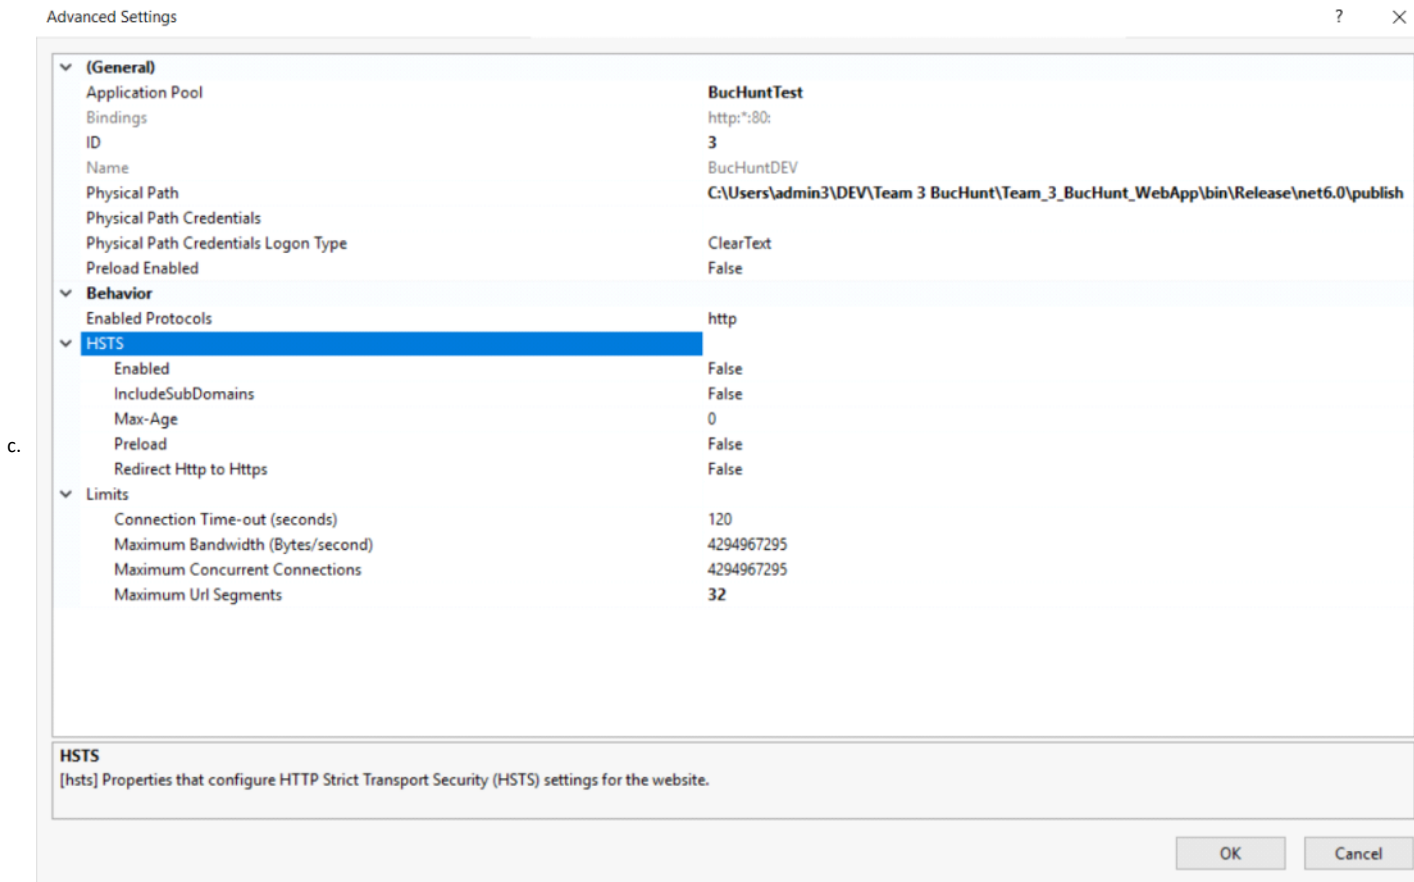 Advanced Settings ?
(General)
Application Pool BucHuntTest
Bindings http:*:80:
ID 3
Name BucHuntDEV
Physical Path C:\Users\admin3\DEV\Team 3 BucHunt\Team_3_BucHunt_WebApp\bin\Release\net6.0\publish
Physical Path Credentials
Physical Path Credentials Logon Type ClearText
Preload Enabled False
Behavior
Enabled Protocols http
HSTS
Enabled False
IncludeSubDomains False
Max-Age 0
c. Preload False
Redirect Http to Https False
Limits
Connection Time-out (seconds) 120
Maximum Bandwidth (Bytes/second) 4294967295
Maximum Concurrent Connections 4294967295
Maximum Url Segments 32
HSTS
[hsts] Properties that configure HTTP Strict Transport Security (HSTS) settings for the website.
OK Cancel